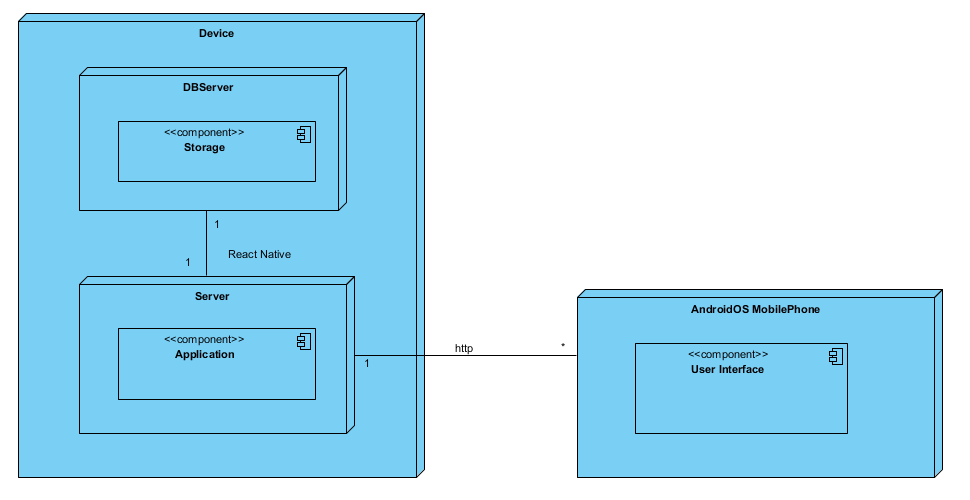 Device
DBServer
<<component>>
Storage
1
React Native
1
Server
<<component>>
Application
1
http
*
AndroidOS MobilePhone
<<component>>
User Interface